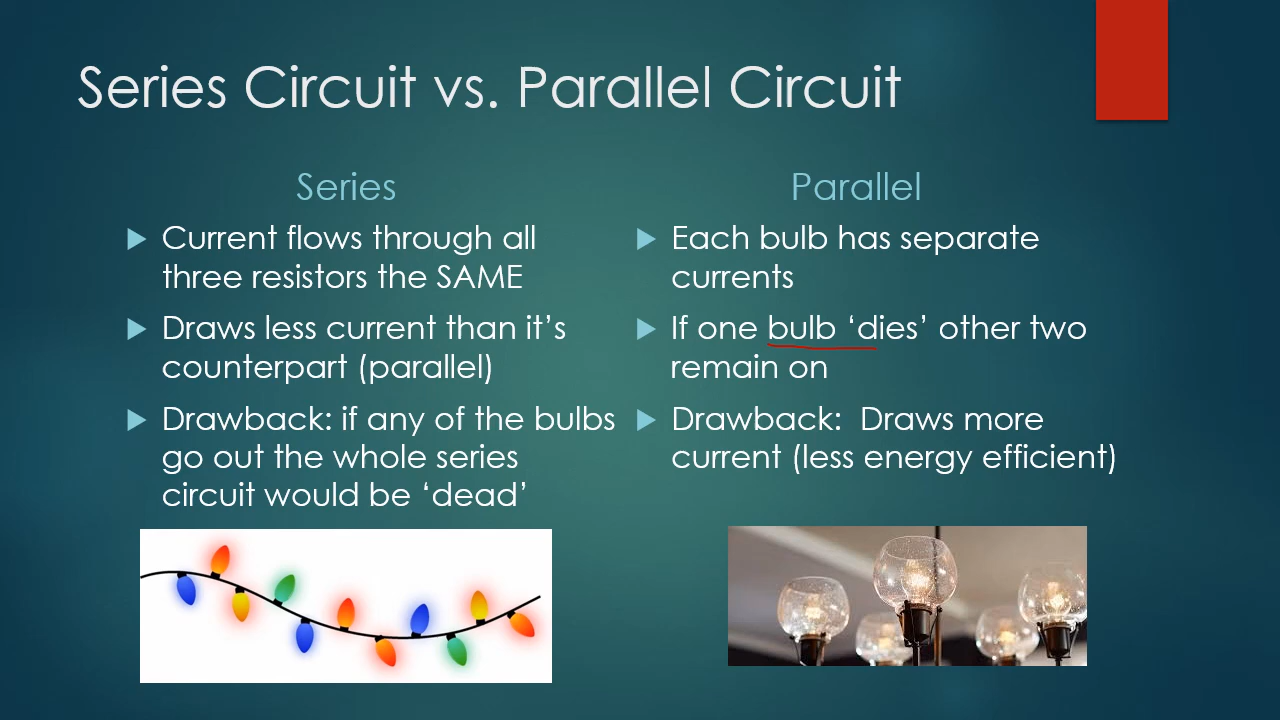 Series Circuit vs. Parallel Circuit
Series
Current flows through all
three resistors the SAME
Draws less current than it’s
counterpart (parallel)
Drawback: if any of the bulbs
go out the whole series
circuit would be ‘dead’
Parallel
Each bulb has separate
currents
If one bulb ‘dies’ other two
remain on
Drawback:  Draws more
current (less energy efficient)